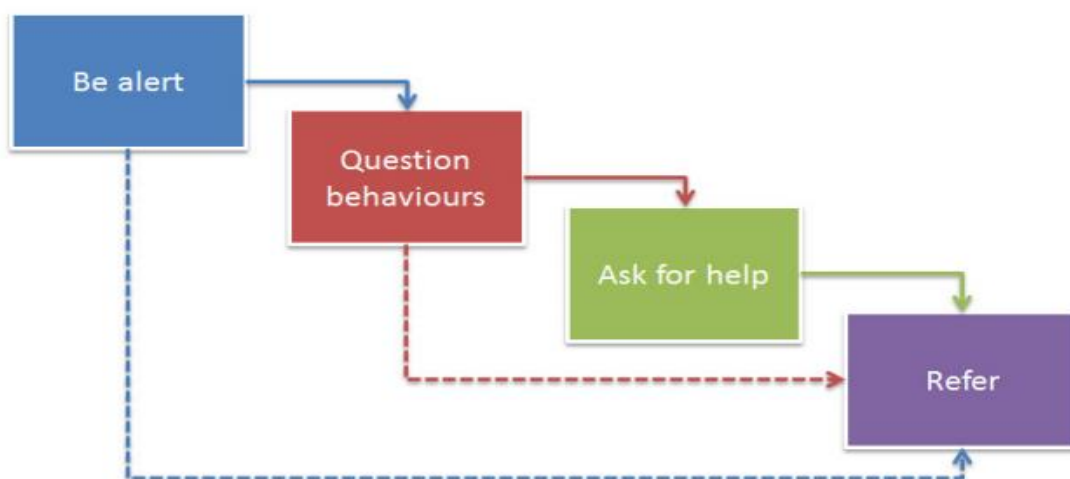 Be alert
Question
behaviours
Ask for help
Refer